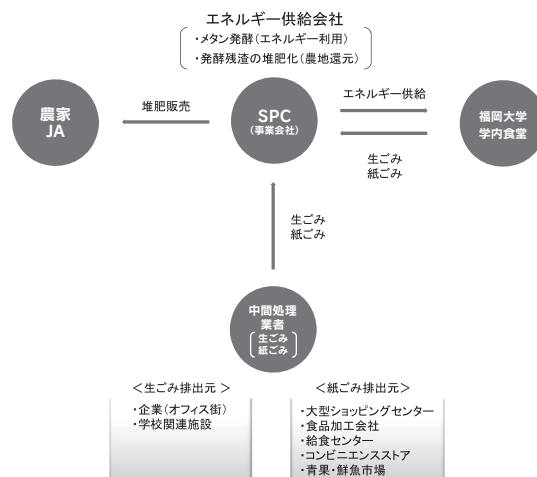 エネルギー供給会社
・メタン発酵（エネルギー利用）
・発酵残渣の堆肥化（農地還元）
農家
JA
堆肥販売
SPC
（事業会社）
エネルギー供給
生ごみ
紙ごみ
福岡大学
学内食堂
生ごみ
紙ごみ
中間処理
業者
生ごみ
紙ごみ
＜生ごみ排出元 ＞
・企業（オフィス街）
・学校関連施設
＜紙ごみ排出元＞
・大型ショッピングセンター
・食品加工会社
・給食センター
・コンビニエンスストア
・青果・鮮魚市場